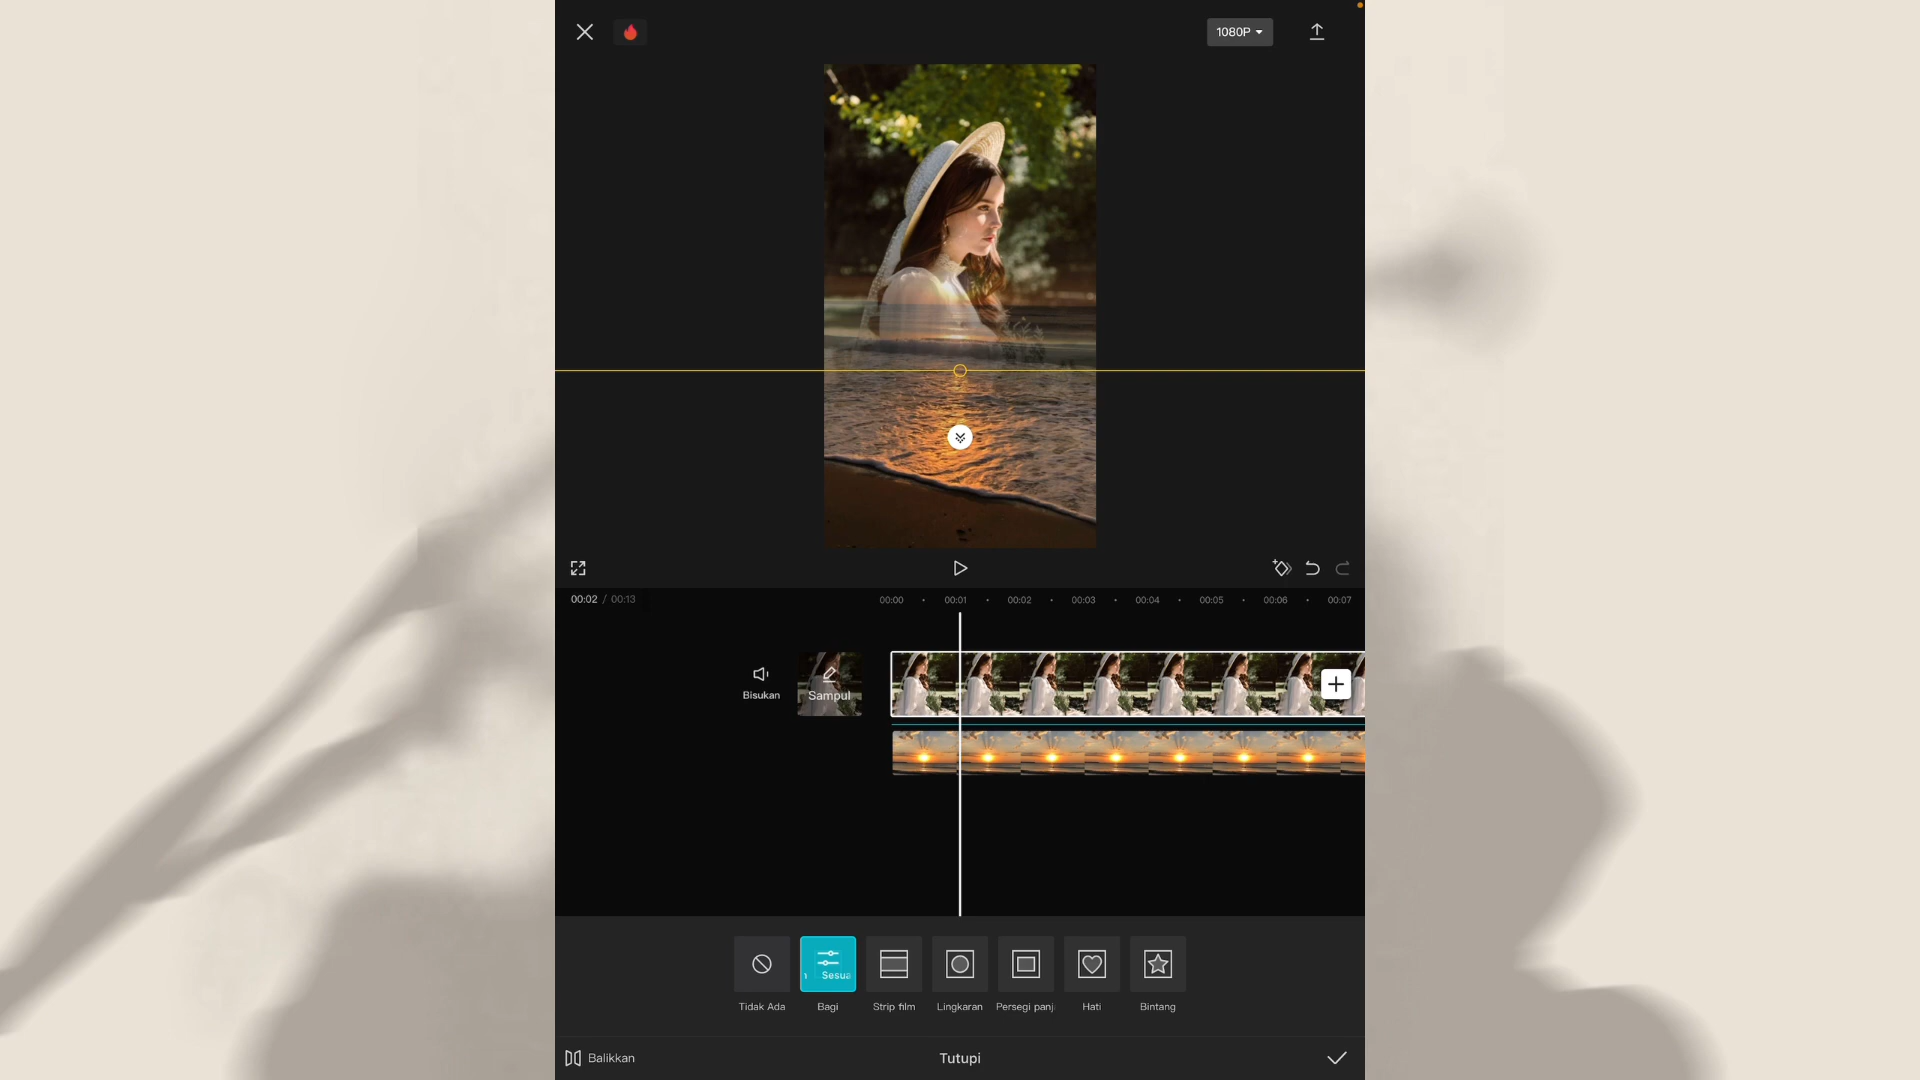 1080P
00:02 / 00:13
00:00 00:01 00:02 00:03 00:04 00:05 00:06 00:07
Bisukan
Sampul
Sesua
Tidak Ada Bagi Strip film Lingkaran Persegi panj Hati Bintang
Balikkan
Tutupi